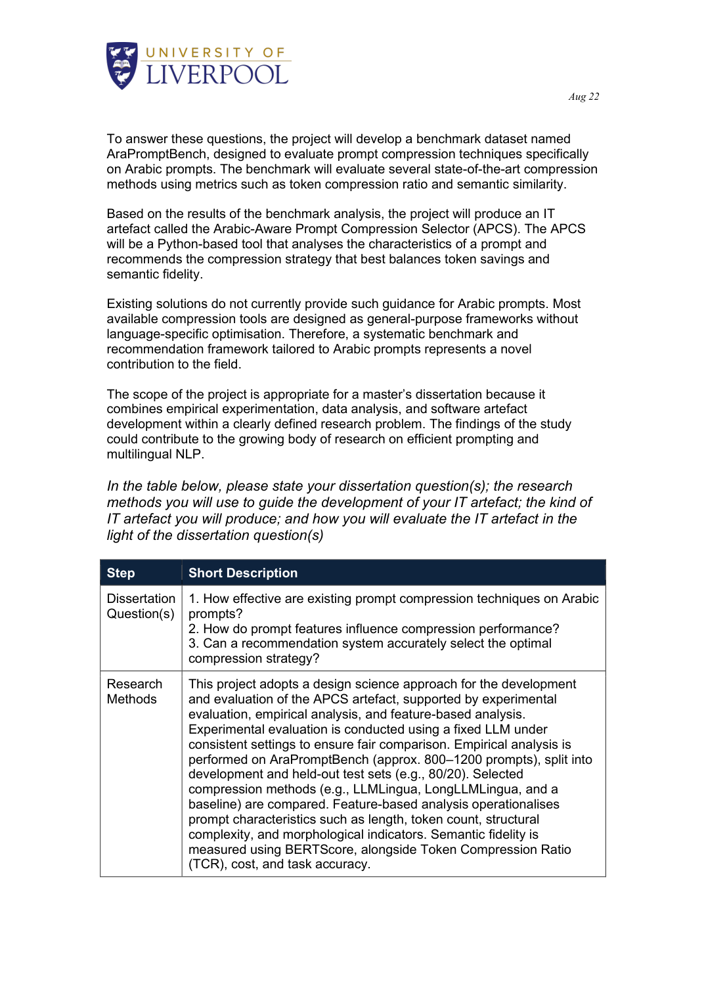 UNIVERSITY OF
LIVERPOOL
Aug 22
To answer these questions, the project will develop a benchmark dataset named
AraPromptBench, designed to evaluate prompt compression techniques specifically
on Arabic prompts. The benchmark will evaluate several state-of-the-art compression
methods using metrics such as token compression ratio and semantic similarity.
Based on the results of the benchmark analysis, the project will produce an IT
artefact called the Arabic-Aware Prompt Compression Selector (APCS). The APCS
will be a Python-based tool that analyses the characteristics of a prompt and
recommends the compression strategy that best balances token savings and
semantic fidelity.
Existing solutions do not currently provide such guidance for Arabic prompts. Most
available compression tools are designed as general-purpose frameworks without
language-specific optimisation. Therefore, a systematic benchmark and
recommendation framework tailored to Arabic prompts represents a novel
contribution to the field.
The scope of the project is appropriate for a master’s dissertation because it
combines empirical experimentation, data analysis, and software artefact
development within a clearly defined research problem. The findings of the study
could contribute to the growing body of research on efficient prompting and
multilingual NLP.
In the table below, please state your dissertation question(s); the research
methods you will use to guide the development of your IT artefact; the kind of
IT artefact you will produce; and how you will evaluate the IT artefact in the
light of the dissertation question(s)
Step
Short Description
Dissertation
Question(s)
1. How effective are existing prompt compression techniques on Arabic
prompts?
2. How do prompt features influence compression performance?
3. Can a recommendation system accurately select the optimal
compression strategy?
Research
Methods
This project adopts a design science approach for the development
and evaluation of the APCS artefact, supported by experimental
evaluation, empirical analysis, and feature-based analysis.
Experimental evaluation is conducted using a fixed LLM under
consistent settings to ensure fair comparison. Empirical analysis is
performed on AraPromptBench (approx. 800–1200 prompts), split into
development and held-out test sets (e.g., 80/20). Selected
compression methods (e.g., LLMLingua, LongLLMLingua, and a
baseline) are compared. Feature-based analysis operationalises
prompt characteristics such as length, token count, structural
complexity, and morphological indicators. Semantic fidelity is
measured using BERTScore, alongside Token Compression Ratio
(TCR), cost, and task accuracy.